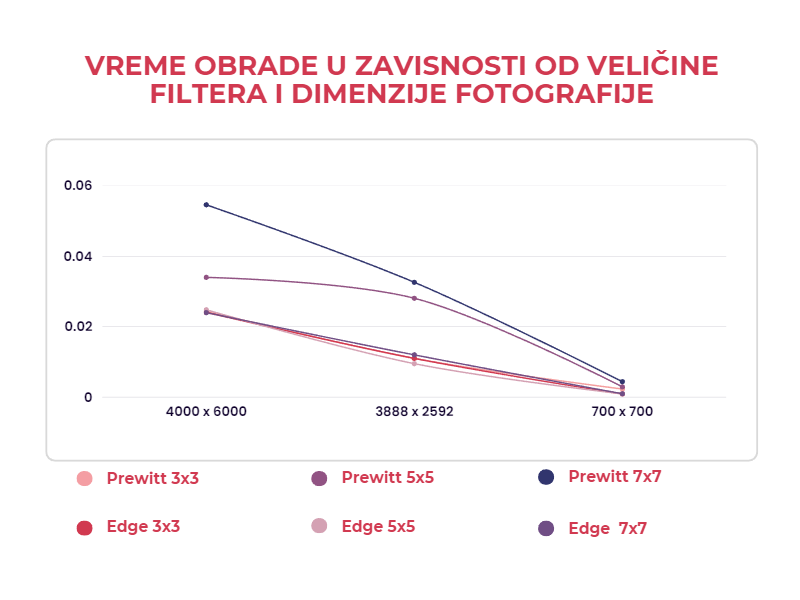 VREME OBRADE U ZAVISNOSTI OD VELIČINE
FILTERA I DIMENZIJE FOTOGRAFIJE
0.06
0.04
0.02
0
4000 x 6000
3888 x 2592
700 x 700
Prewitt 3x3
Prewitt 5x5
Prewitt 7x7
Edge 3x3
Edge 5x5
Edge  7x7